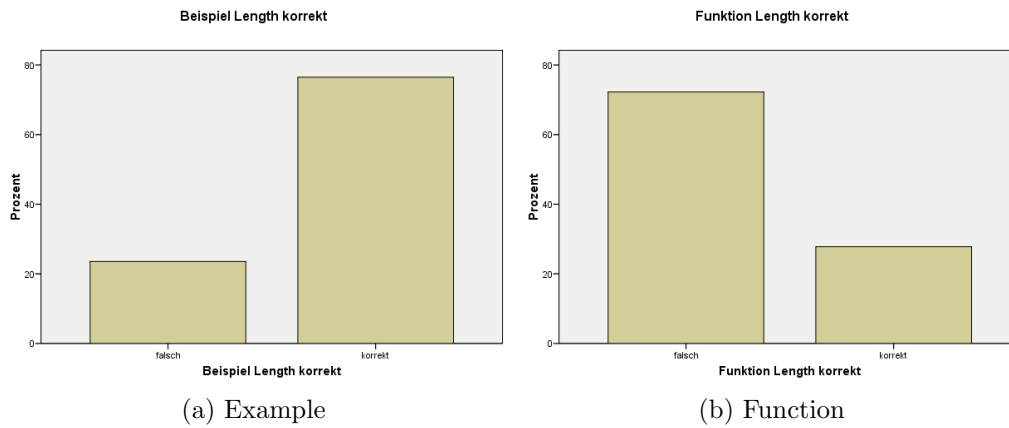 Beispiel Length korrekt
Prozent
80
60
40
20
0
falsch korrekt
Beispiel Length korrekt
(a) Example
Funktion Length korrekt
Prozent
80
60
40
20
0
falsch korrekt
Funktion Length korrekt
(b) Function